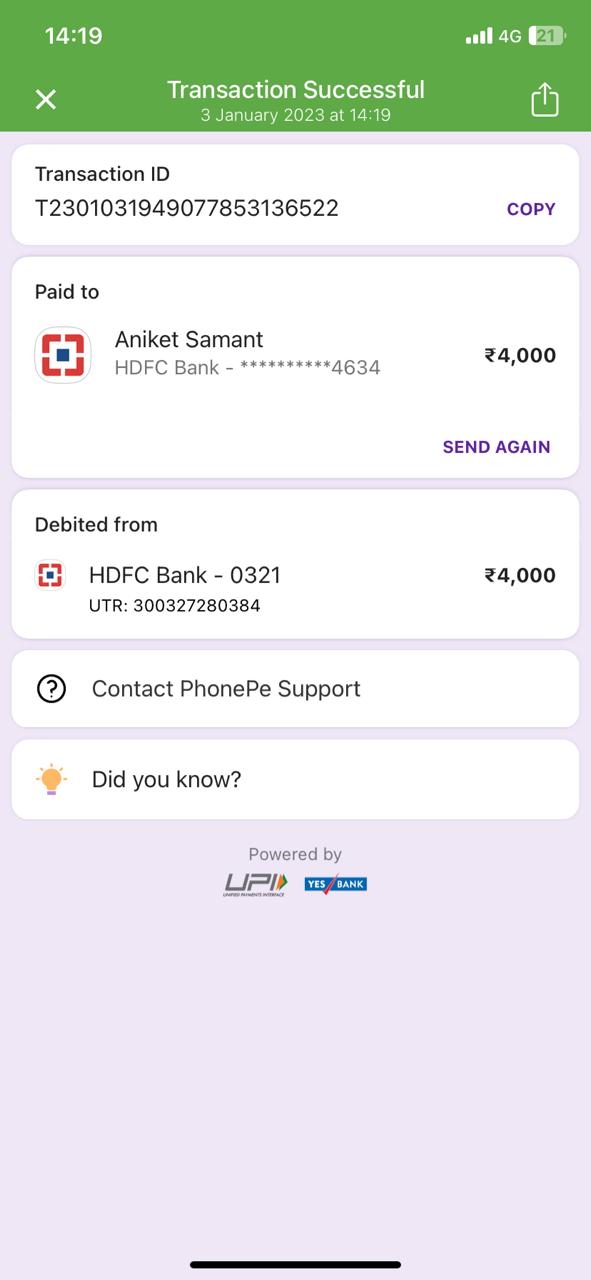 14:19
4G 21
Transaction Successful
3 January 2023 at 14:19
Transaction ID
T2301031949077853136522
COPY
Paid to
Aniket Samant
₹4,000
HDFC Bank - **********4634
SEND AGAIN
Debited from
HDFC Bank - 0321
₹4,000
UTR: 300327280384
Contact PhonePe Support
Did you know?
Powered by
UPI
UNIFIED PAYMENTS INTERFACE
YES BANK